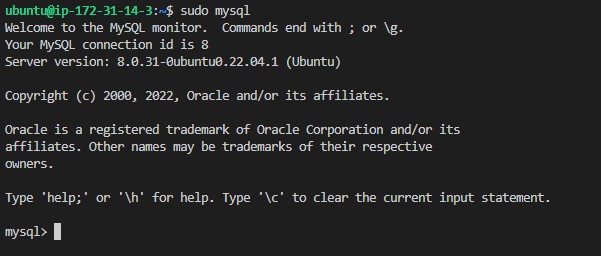 ubuntu@ip-172-31-14-3:~$ sudo mysql
Welcome to the MySQL monitor.  Commands end with ; or \g.
Your MySQL connection id is 8
Server version: 8.0.31-0ubuntu0.22.04.1 (Ubuntu)
Copyright (c) 2000, 2022, Oracle and/or its affiliates.
Oracle is a registered trademark of Oracle Corporation and/or its
affiliates. Other names may be trademarks of their respective
owners.
Type 'help;' or '\h' for help. Type '\c' to clear the current input statement.
mysql>